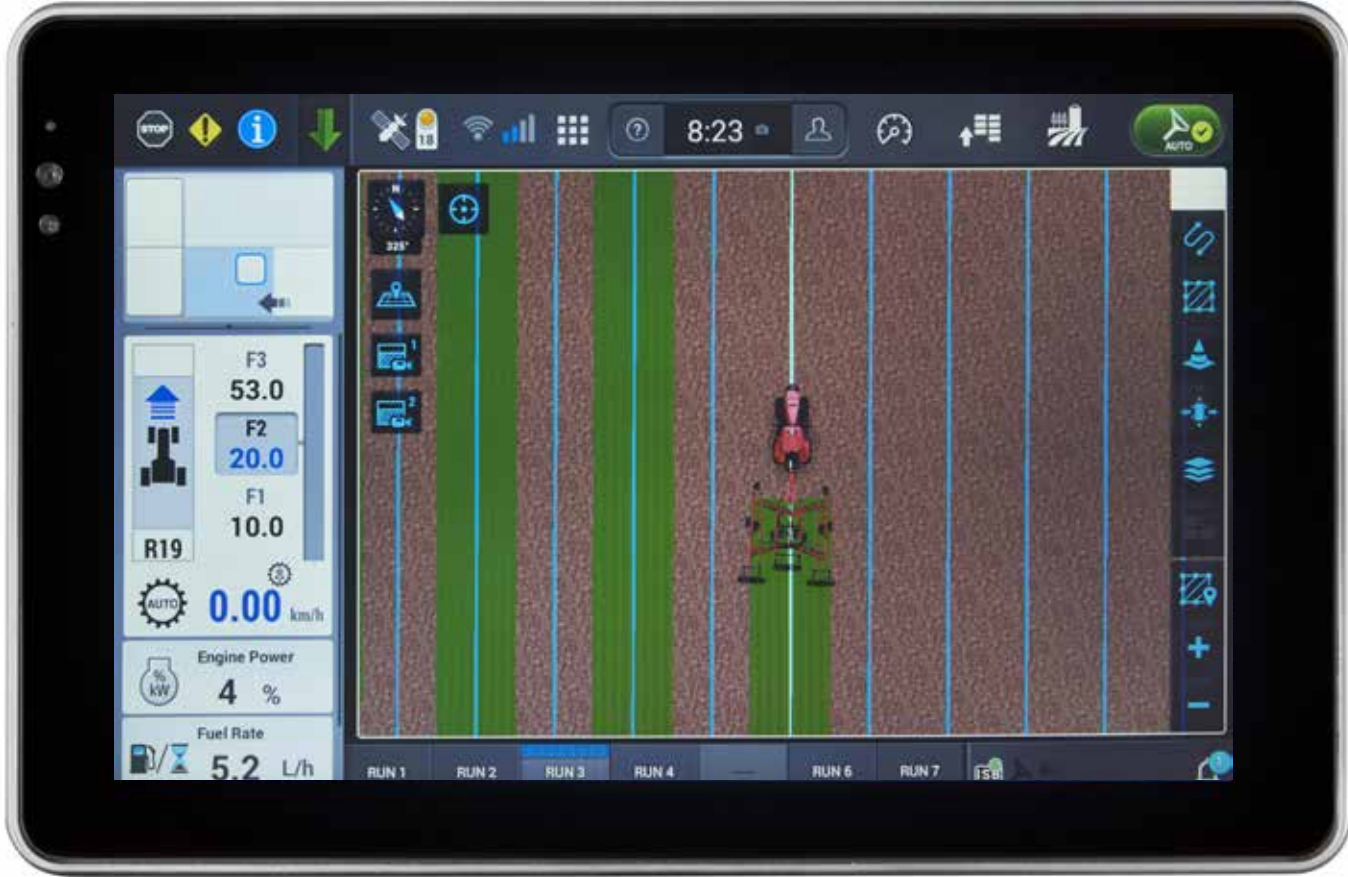 STOP
i
18
?
8:23
AUTO
N
325°
1
2
F3
53.0
F2
20.0
F1
10.0
R19
AUTO
0.00 km/h
Engine Power
%
kW
4 %
Fuel Rate
5.2 L/h
RUN 1
RUN 2
RUN 3
RUN 4
RUN 6
RUN 7
ISB